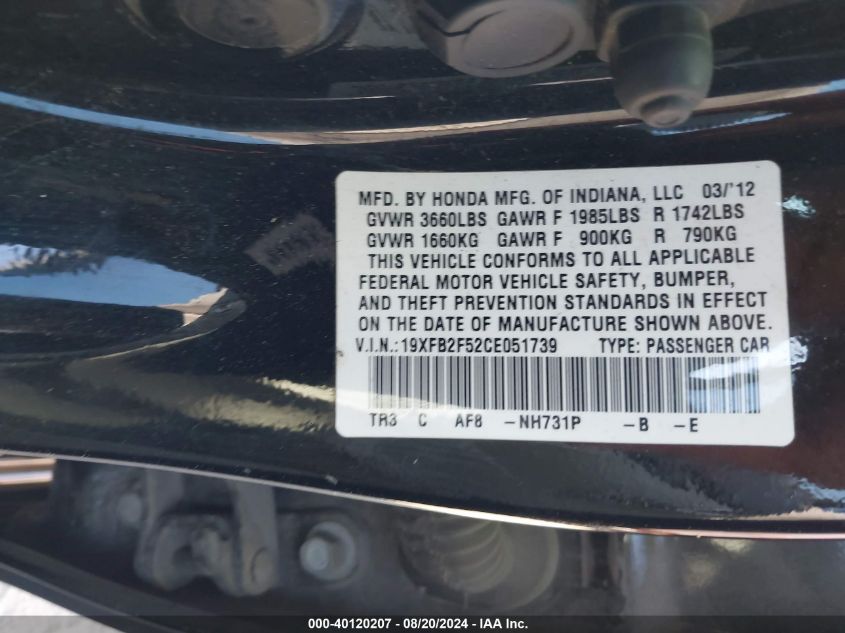 MFD. BY HONDA MFG. OF INDIANA, LLC 03/'12
GVWR 3660LBS GAWR F 1985LBS R 1742LBS
GVWR 1660KG GAWR F 900KG R 790KG
THIS VEHICLE CONFORMS TO ALL APPLICABLE
FEDERAL MOTOR VEHICLE SAFETY, BUMPER,
AND THEFT PREVENTION STANDARDS IN EFFECT
ON THE DATE OF MANUFACTURE SHOWN ABOVE.
V.I.N.:19XFB2F52CE051739 TYPE: PASSENGER CAR
TR3 C AF8 -NH731P -B -E
000-40120207 - 08/20/2024 - IAA Inc.